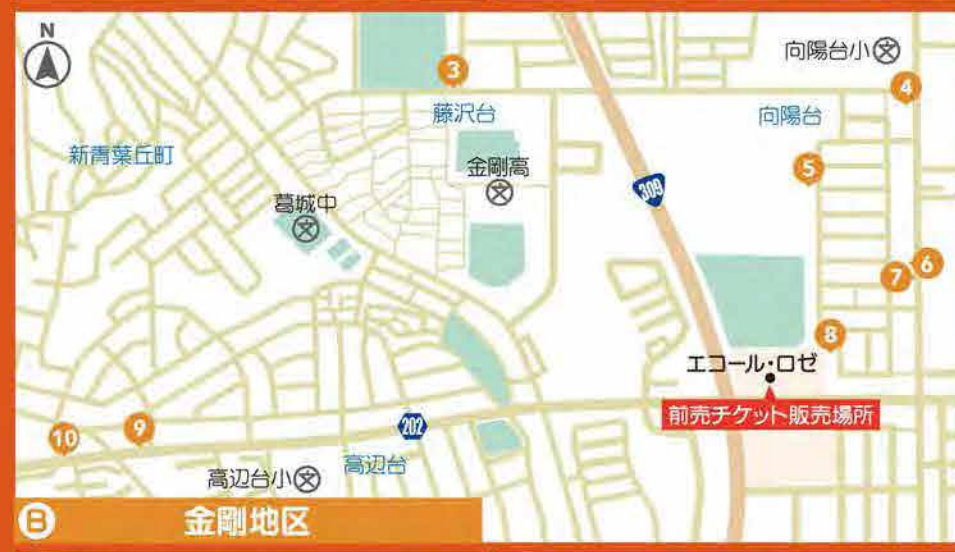 N
向陽台小
3
4
藤沢台
向陽台
新青葉丘町
金剛高
5
309
葛城中
6
7
8
エコール・ロゼ
前売チケット販売場所
9
202
10
高辺台
高辺台小
B 金剛地区